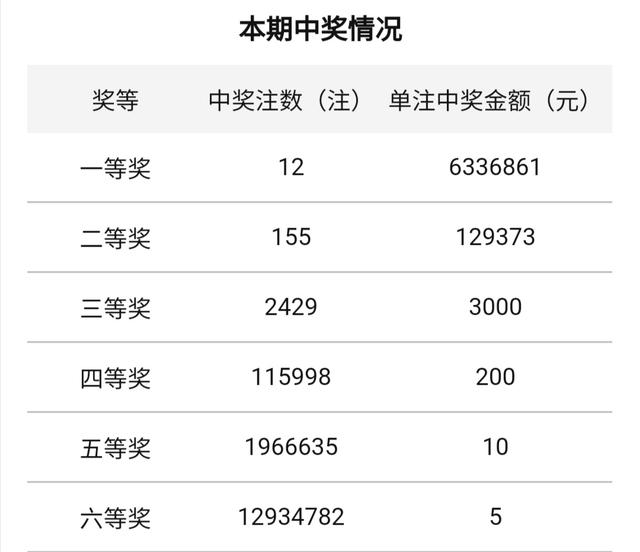 本期中奖情况
奖等 中奖注数（注） 单注中奖金额（元）
一等奖 12 6336861
二等奖 155 129373
三等奖 2429 3000
四等奖 115998 200
五等奖 1966635 10
六等奖 12934782 5